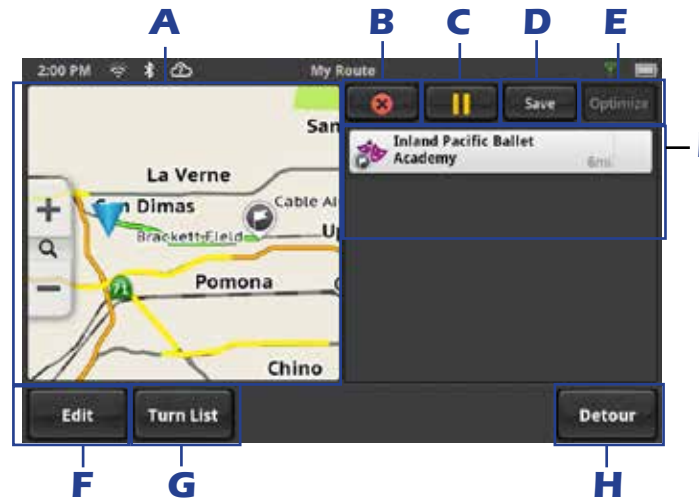 A B C D E
2:00 PM My Route
Save Optimize
San
Inland Pacific Ballet
Academy
6mi.
La Verne
San Dimas
Cable Ai
Brackett Field
Up
71
Pomona
Chino
Edit Turn List Detour
F G H